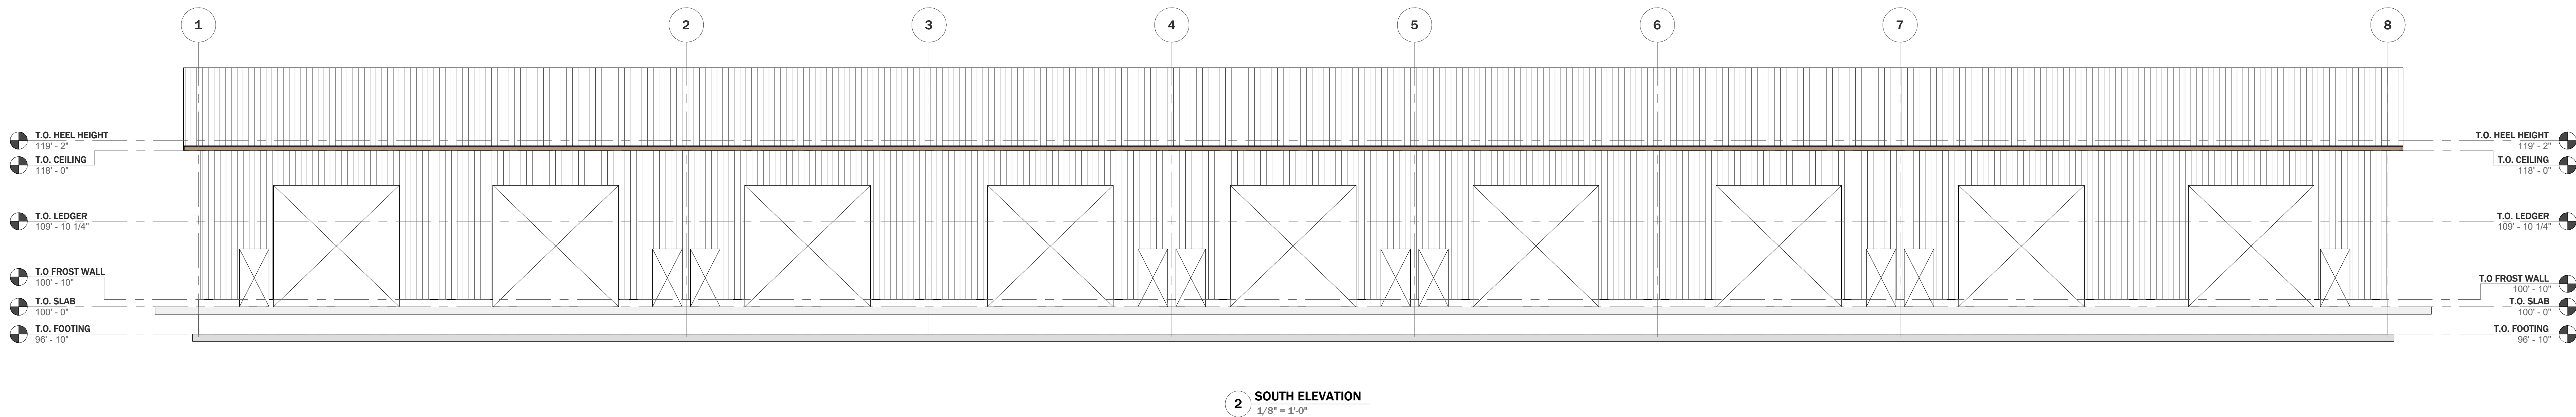 1
2
3
4
5
6
7
8
T.O. HEEL HEIGHT
119' - 2"
T.O. CEILING
118' - 0"
T.O. LEDGER
109' - 10 1/4"
T.O FROST WALL
100' - 10"
T.O. SLAB
100' - 0"
T.O. FOOTING
96' - 10"
T.O. HEEL HEIGHT
119' - 2"
T.O. CEILING
118' - 0"
T.O. LEDGER
109' - 10 1/4"
T.O FROST WALL
100' - 10"
T.O. SLAB
100' - 0"
T.O. FOOTING
96' - 10"
2 SOUTH ELEVATION
1/8" = 1'-0"